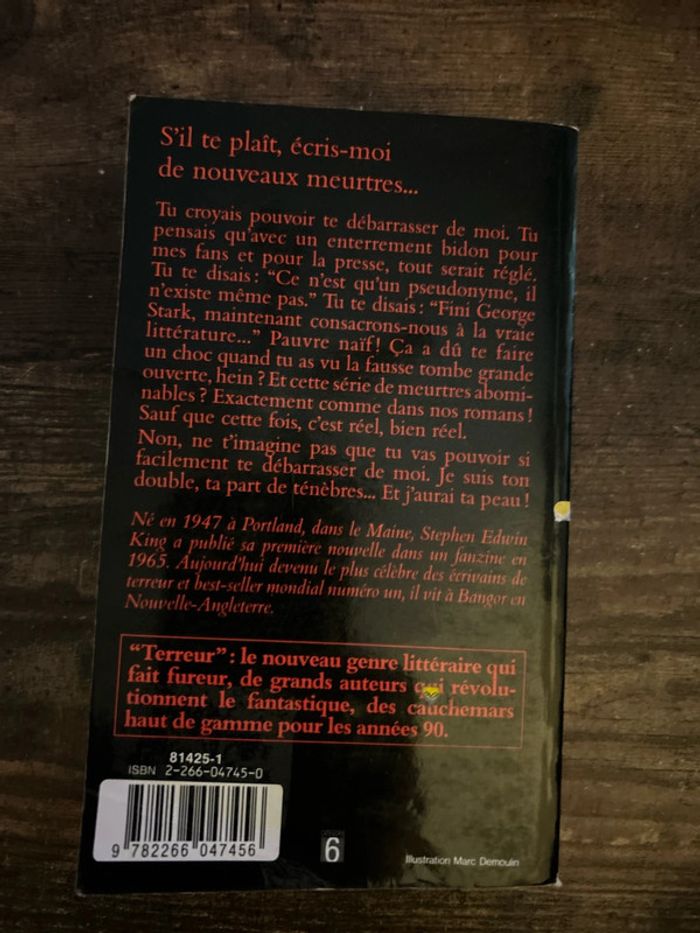 S'il te plaît, écris-moi
de nouveaux meurtres...
Tu croyais pouvoir te débarrasser de moi. Tu
pensais qu'avec un enterrement bidon pour
mes fans et pour la presse, tout serait réglé.
Tu te disais : “Ce n'est qu'un pseudonyme, il
n'existe même pas.” Tu te disais : “Fini George
Stark, maintenant consacrons-nous à la vraie
littérature...” Pauvre naïf ! Ça a dû te faire
un choc quand tu as vu la fausse tombe grande
ouverte, hein ? Et cette série de meurtres abomi-
nables ? Exactement comme dans nos romans !
Sauf que cette fois, c'est réel, bien réel.
Non, ne t'imagine pas que tu vas pouvoir si
facilement te débarrasser de moi. Je suis ton
double, ta part de ténèbres... Et j'aurai ta peau !
Né en 1947 à Portland, dans le Maine, Stephen Edwin
King a publié sa première nouvelle dans un fanzine en
1965. Aujourd'hui devenu le plus célèbre des écrivains de
terreur et best-seller mondial numéro un, il vit à Bangor en
Nouvelle-Angleterre.
“Terreur” : le nouveau genre littéraire qui
fait fureur, de grands auteurs qui révolu-
tionnent le fantastique, des cauchemars
haut de gamme pour les années 90.
81425-1
ISBN 2-266-04745-0
9 782266 047456
6
Illustration Marc Demoulin